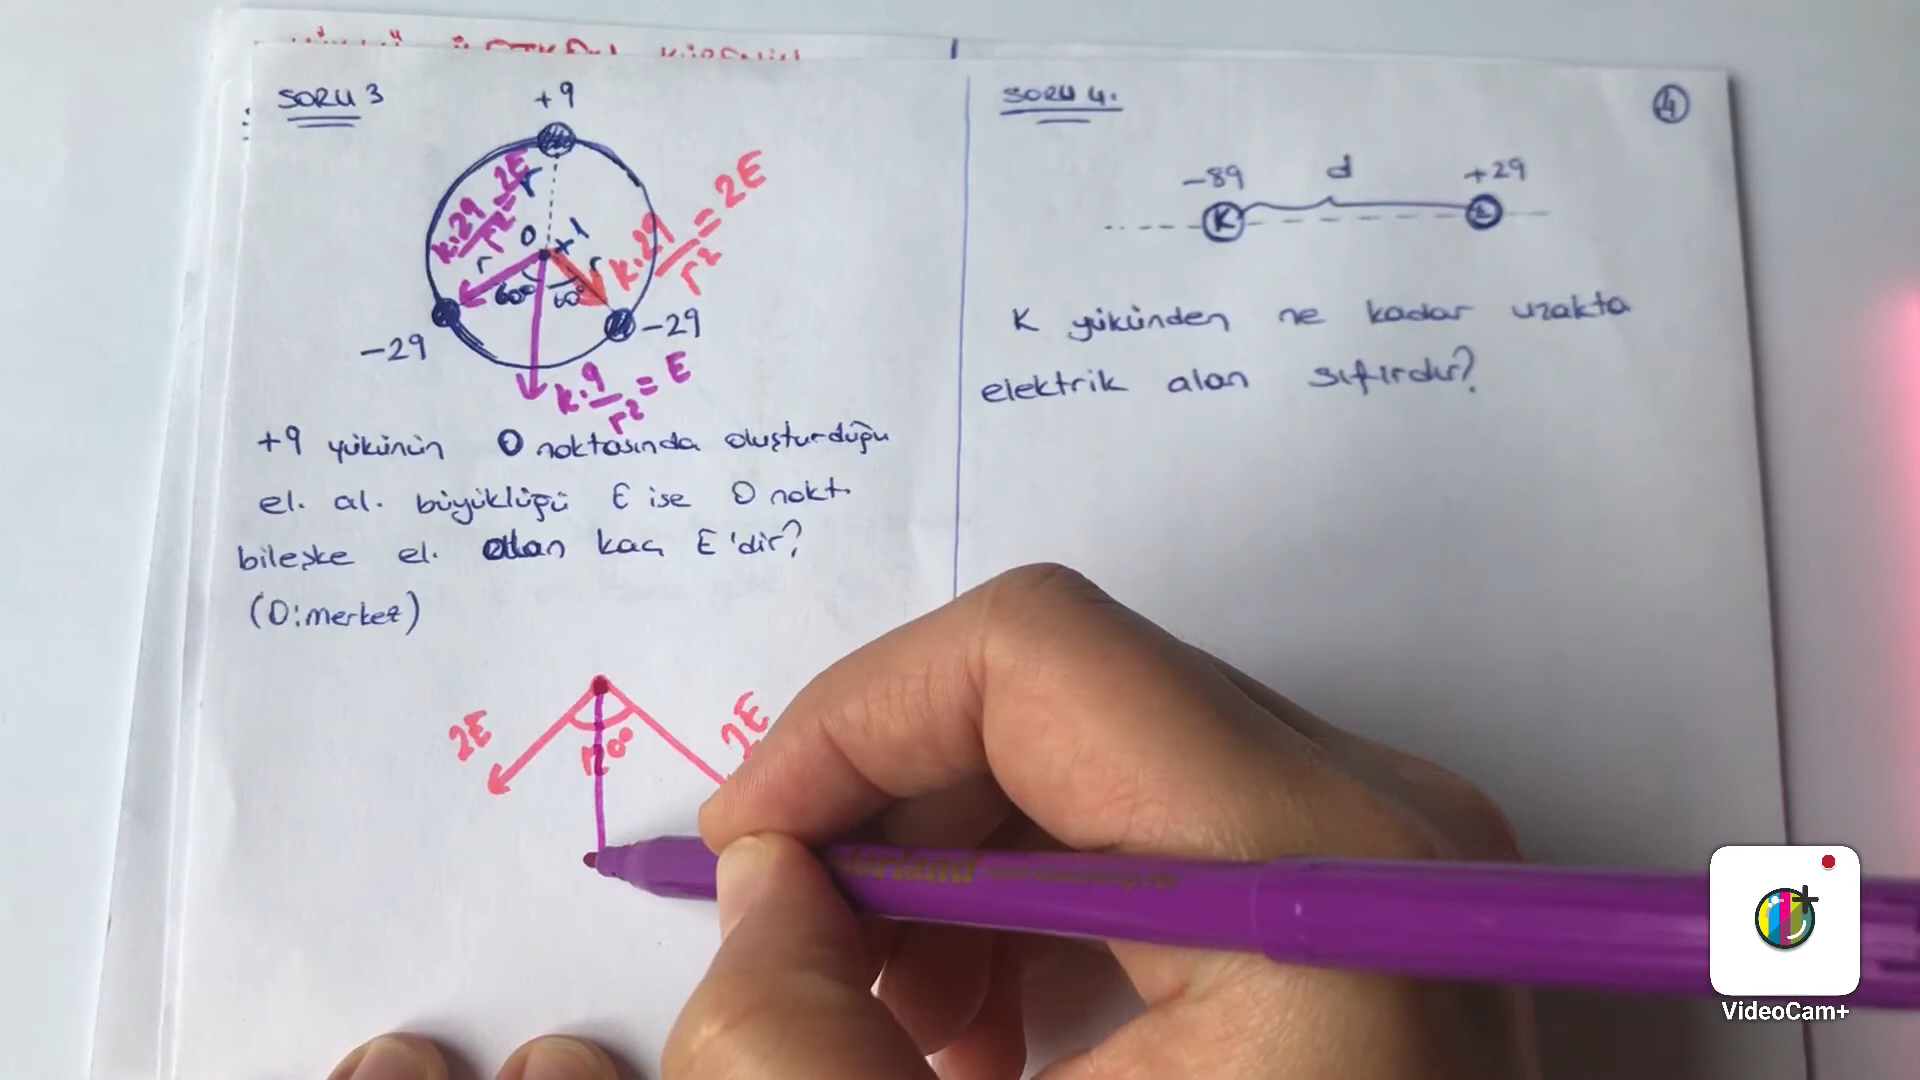 SORU 3
+q
r
k.2q/r² = 2E
O
+1
r
r
k.2q/r² = 2E
60°
60°
-2q
-2q
k.q/r² = E
+q yükünün O noktasında oluşturduğu
el. al. büyüklüğü E ise O nokt.
bileşke el. alan kaç E'dir?
(O:merkez)
2E
120°
2E
SORU 4.
4
-8q
d
+2q
K
K yükünden ne kadar uzakta
elektrik alan sıfırdır?
VideoCam+